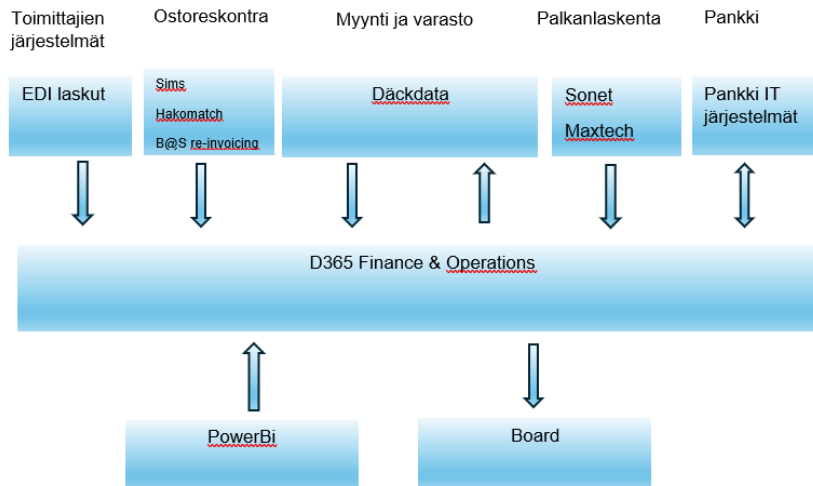 Toimittajien
järjestelmät
Ostoreskontra
Myynti ja varasto
Palkanlaskenta
Pankki
EDI laskut
Sims
Hakomatch
B@S re-invoicing
Däckdata
Sonet
Maxtech
Pankki IT
järjestelmät
D365 Finance & Operations
PowerBi
Board